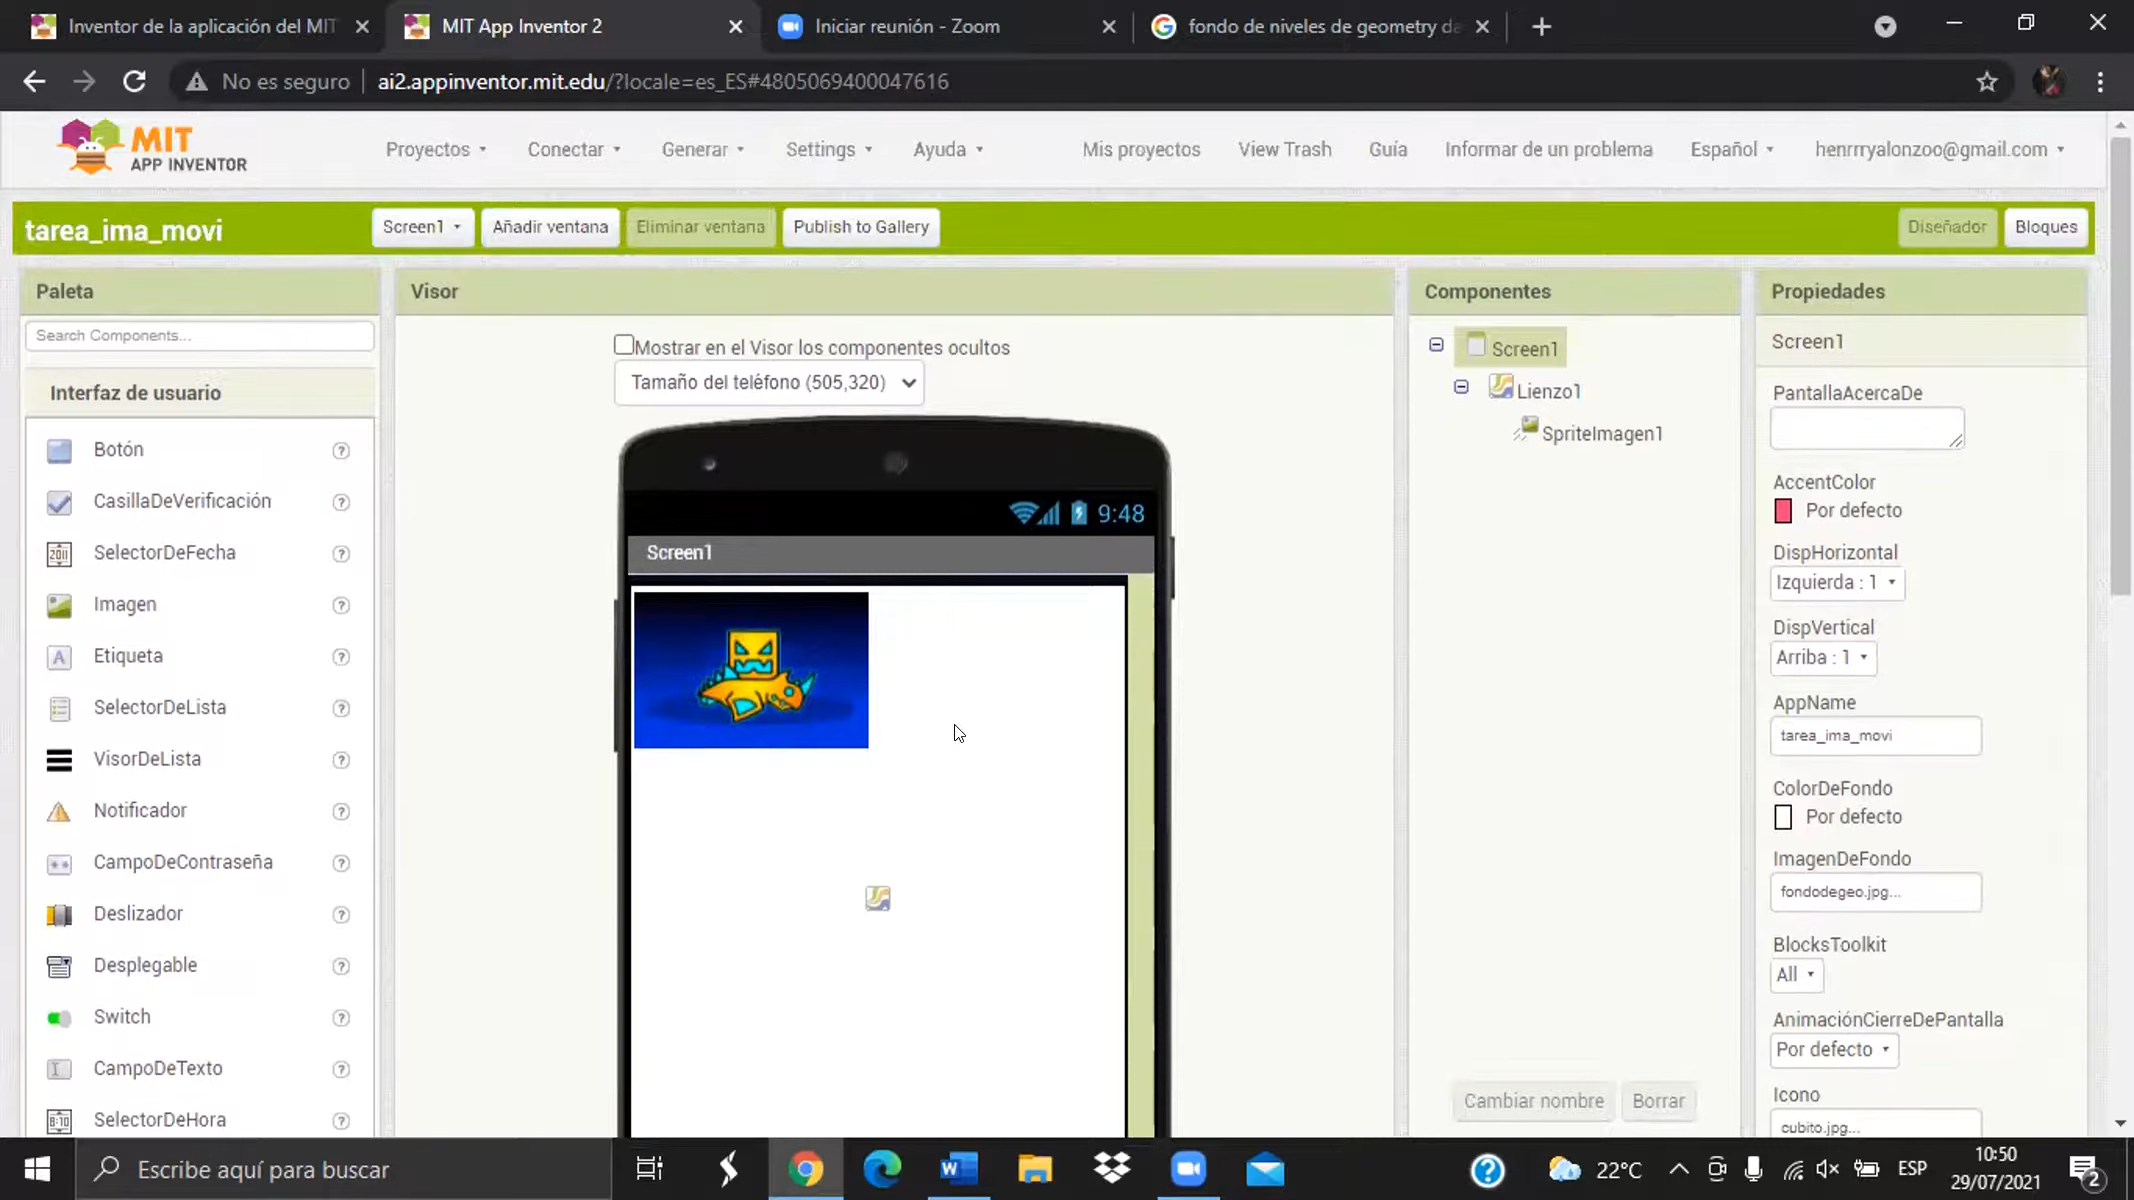 Inventor de la aplicación del MIT
MIT App Inventor 2
Iniciar reunión - Zoom
fondo de niveles de geometry da
No es seguro
ai2.appinventor.mit.edu/?locale=es_ES#4805069400047616
MIT
APP INVENTOR
Proyectos
Conectar
Generar
Settings
Ayuda
Mis proyectos
View Trash
Guía
Informar de un problema
Español
henrrryalonzoo@gmail.com
tarea_ima_movi
Screen1
Añadir ventana
Eliminar ventana
Publish to Gallery
Diseñador
Bloques
Paleta
Search Components...
Interfaz de usuario
Botón
CasillaDeVerificación
SelectorDeFecha
Imagen
Etiqueta
SelectorDeLista
VisorDeLista
Notificador
CampoDeContraseña
Deslizador
Desplegable
Switch
CampoDeTexto
SelectorDeHora
Visor
Mostrar en el Visor los componentes ocultos
Tamaño del teléfono (505,320)
9:48
Screen1
Componentes
Screen1
Lienzo1
SpriteImagen1
Cambiar nombre
Borrar
Propiedades
Screen1
PantallaAcercaDe
AccentColor
Por defecto
DispHorizontal
Izquierda : 1
DispVertical
Arriba : 1
AppName
tarea_ima_movi
ColorDeFondo
Por defecto
ImagenDeFondo
fondodegeo.jpg...
BlocksToolkit
All
AnimaciónCierreDePantalla
Por defecto
Icono
cubito.jpg...
Escribe aquí para buscar
22°C
ESP
10:50
29/07/2021
2